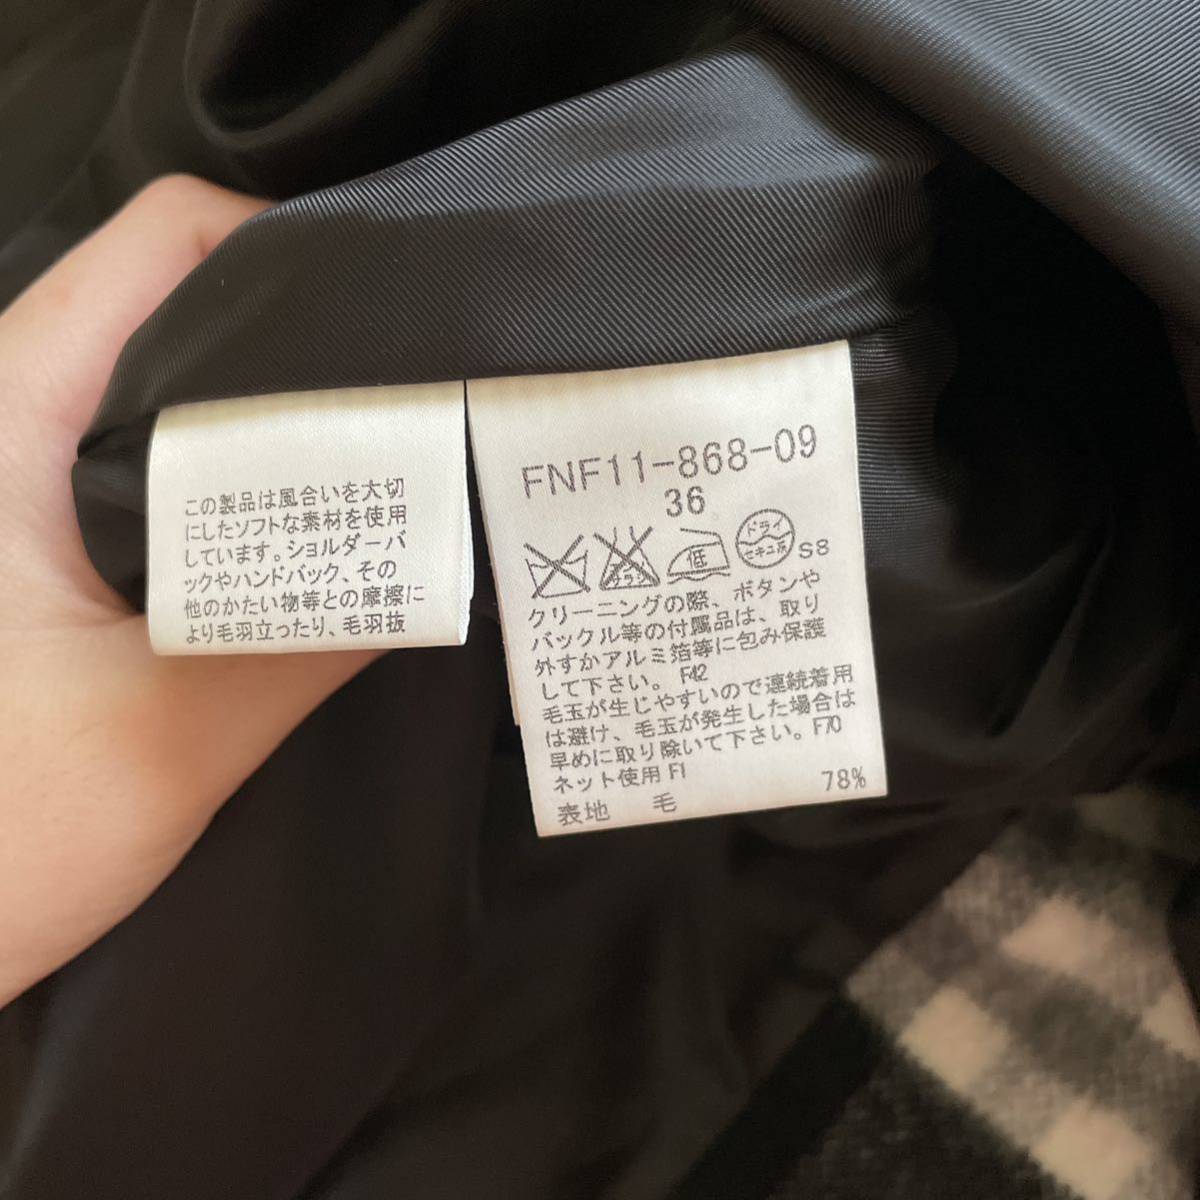 この製品は風合いを大切
にしたソフトな素材を使用
しています。ショルダーバ
ックやハンドバック、その
他のかたい物等との摩擦に
より毛羽立ったり、毛羽抜
FNF11-868-09
36
エンソサラシ
低
ドライ
セキユ系
S8
クリーニングの際、ボタンや
バックル等の付属品は、取り
外すかアルミ箔等に包み保護
して下さい。 F42
毛玉が生じやすいので連続着用
は避け、毛玉が発生した場合は
早めに取り除いて下さい。F70
ネット使用 F1
表地 毛 78%